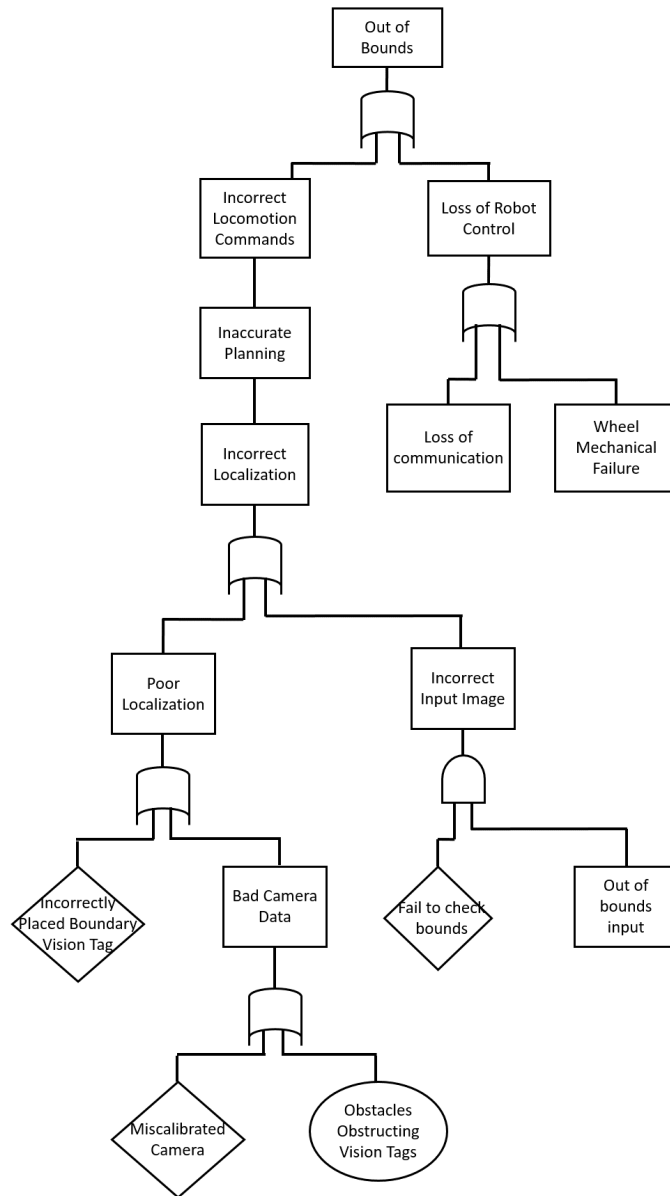 Out of
Bounds
Incorrect
Locomotion
Commands
Loss of Robot
Control
Inaccurate
Planning
Incorrect
Localization
Loss of
communication
Wheel
Mechanical
Failure
Poor
Localization
Incorrect
Input Image
Incorrectly
Placed Boundary
Vision Tag
Bad Camera
Data
Fail to check
bounds
Out of
bounds
input
Miscalibrated
Camera
Obstacles
Obstructing
Vision Tags